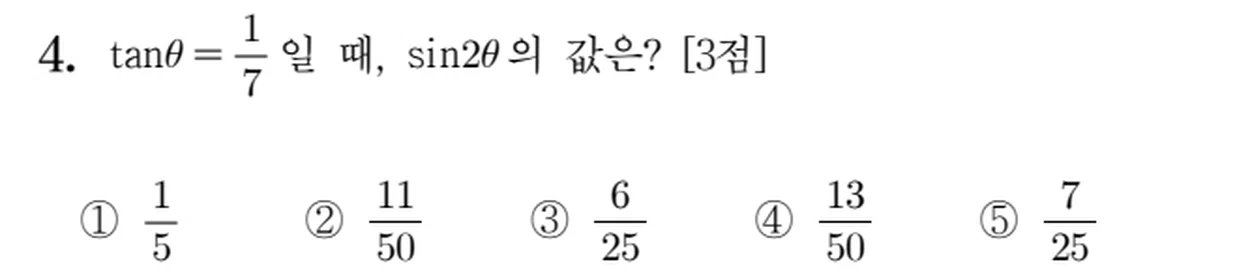 4. tanθ = 1/7 일 때, sin2θ의 값은? [3점]
① 1/5 ② 11/50 ③ 6/25 ④ 13/50 ⑤ 7/25